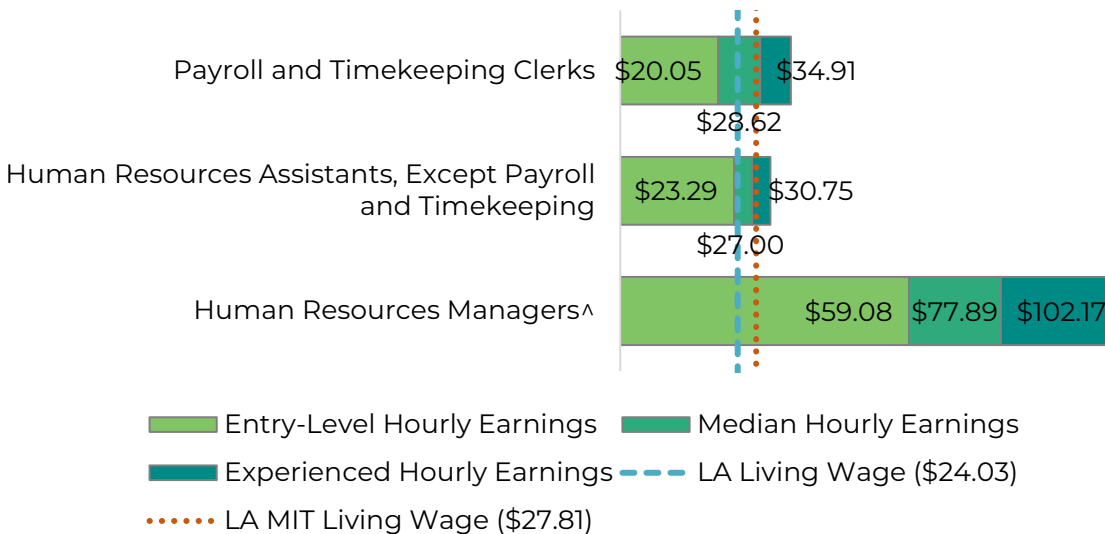 Payroll and Timekeeping Clerks $20.05 $34.91
$28.62
Human Resources Assistants, Except Payroll
and Timekeeping $23.29 $30.75
$27.00
Human Resources Managers^ $59.08 $77.89 $102.17
Entry-Level Hourly Earnings Median Hourly Earnings
Experienced Hourly Earnings LA Living Wage ($24.03)
LA MIT Living Wage ($27.81)